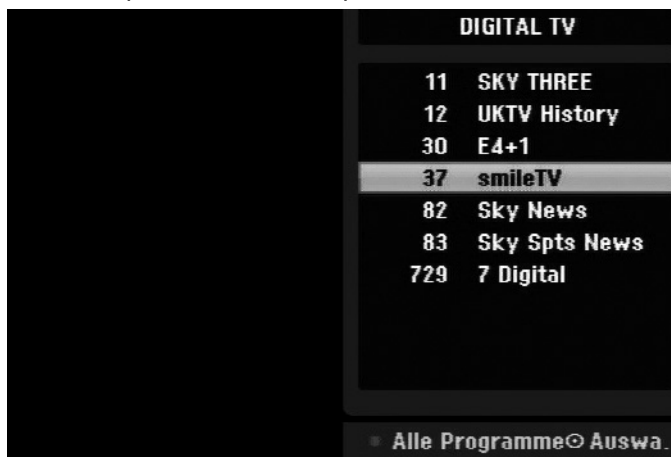 DIGITAL TV
11 SKY THREE
12 UKTV History
30 E4+1
37 smileTV
82 Sky News
83 Sky Spts News
729 7 Digital
Alle Programme⊙ Auswa.